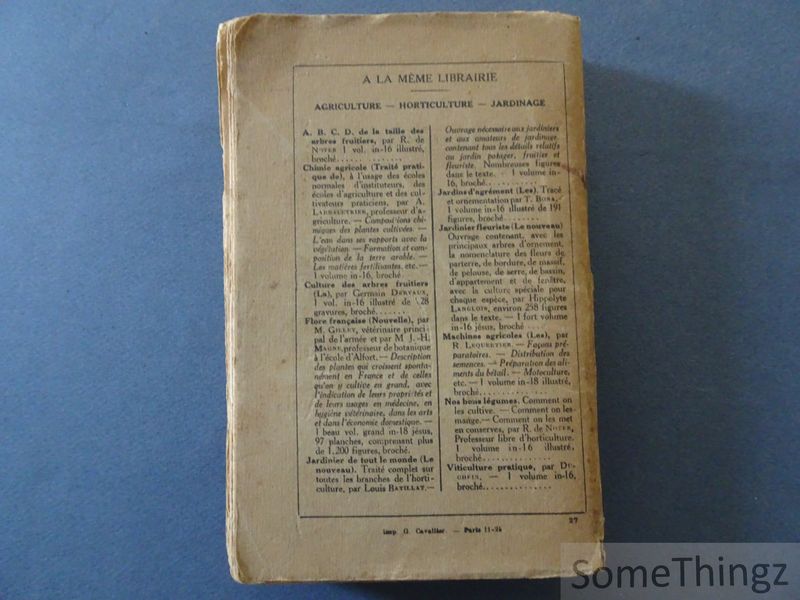 A LA MÊME LIBRAIRIE
AGRICULTURE — HORTICULTURE — JARDINAGE
A. B. C. D. de la taille des
arbres fruitiers, par R. de
NOTER 1 vol. in-16 illustré,
broché
Chimie agricole (Traité prati-
que de), à l'usage des écoles
normales d'instituteurs, des
écoles d'agriculture et des cul-
tivateurs praticiens, par A.
LARBALÉTRIER, professeur d'a-
griculture. — Compositions chi-
miques des plantes cultivées. —
L'eau dans ses rapports avec la
végétation. — Formation et com-
position de la terre arable. —
Les matières fertilisantes, etc. —
1 volume in-16, broché.
Culture des arbres fruitiers
(La), par Germain DERVAUX,
1 vol. in-16 illustré de 28
gravures, broché
Flore française (Nouvelle), par
M. GILLET, vétérinaire princi-
pal de l'armée et par M J.-H.
MAGNE, professeur de botanique
à l'école d'Alfort. — Description
des plantes qui croissent sponta-
nément en France et de celles
qu'on y cultive en grand, avec
l'indication de leurs propriétés et
de leurs usages en médecine, en
hygiène vétérinaire, dans les arts
et dans l'économie domestique. —
1 beau vol. grand in-18 jésus,
97 planches, comprenant plus
de 1.200 figures, broché.
Jardinier de tout le monde (Le
nouveau). Traité complet sur
toutes les branches de l'horti-
culture, par Louis BATILLAT.—
Ouvrage nécessaire aux jardiniers
et aux amateurs de jardinage
contenant tous les détails relatifs
au jardin potager, fruitier et
fleuriste. Nombreuses figures
dans le texte. — 1 volume in-
16, broché
Jardins d'agrément (Les). Tracé
et ornementation par T. BONA,
1 volume in-16 illustré de 191
figures, broché
Jardinier fleuriste (Le nouveau)
Ouvrage contenant, avec les
principaux arbres d'ornement,
la nomenclature des fleurs de
parterre, de bordure, de massif,
de pelouse, de serre, de bassin,
d'appartement et de fenêtre,
avec la culture spéciale pour
chaque espèce, par Hippolyte
LANGLOIS, environ 258 figures
dans le texte. — 1 fort volume
in-16 jésus, broché
Machines agricoles (Les), par
R. LEQUERTIER. — Façons pré-
paratoires. — Distribution des
semences. — Préparation des ali-
ments du bétail. — Motoculture,
etc. — 1 volume in-18 illustré,
broché
Nos bons légumes. Comment on
les cultive. — Comment on les
mange. — Comment on les met
en conserves, par R. de NOTER,
Professeur libre d'horticulture.
1 volume in-16 illustré,
broché
Viticulture pratique, par
— 1 volume in-16,
broché
27
Imp. G. Cavallier. — Paris 11-24
SomeThingz